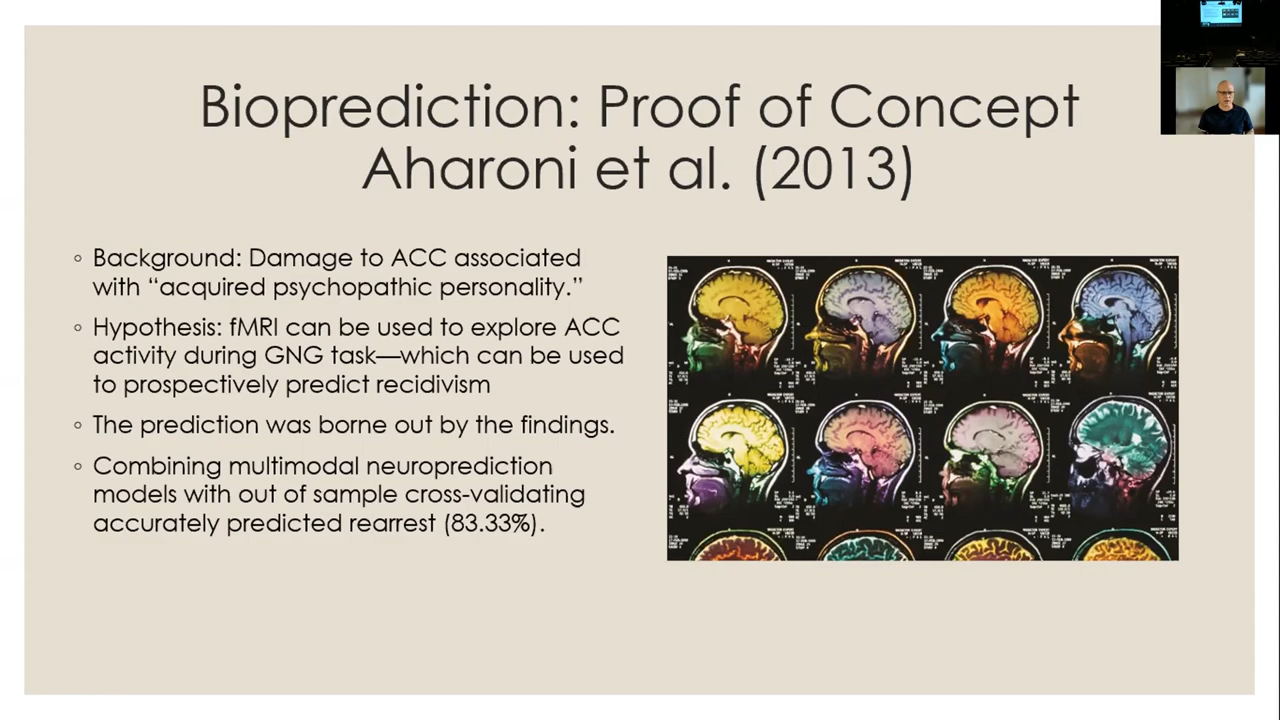 Bioprediction: Proof of Concept
Aharoni et al. (2013)
◦ Background: Damage to ACC associated
with “acquired psychopathic personality.”
◦ Hypothesis: fMRI can be used to explore ACC
activity during GNG task—which can be used
to prospectively predict recidivism
◦ The prediction was borne out by the findings.
◦ Combining multimodal neuroprediction
models with out of sample cross-validating
accurately predicted rearrest (83.33%).